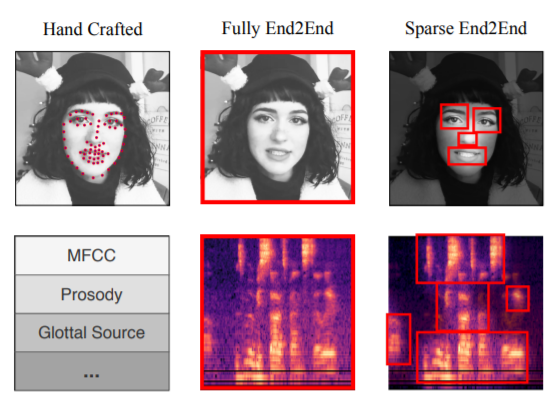 Hand Crafted
Fully End2End
Sparse End2End
MFCC
Prosody
Glottal Source
...